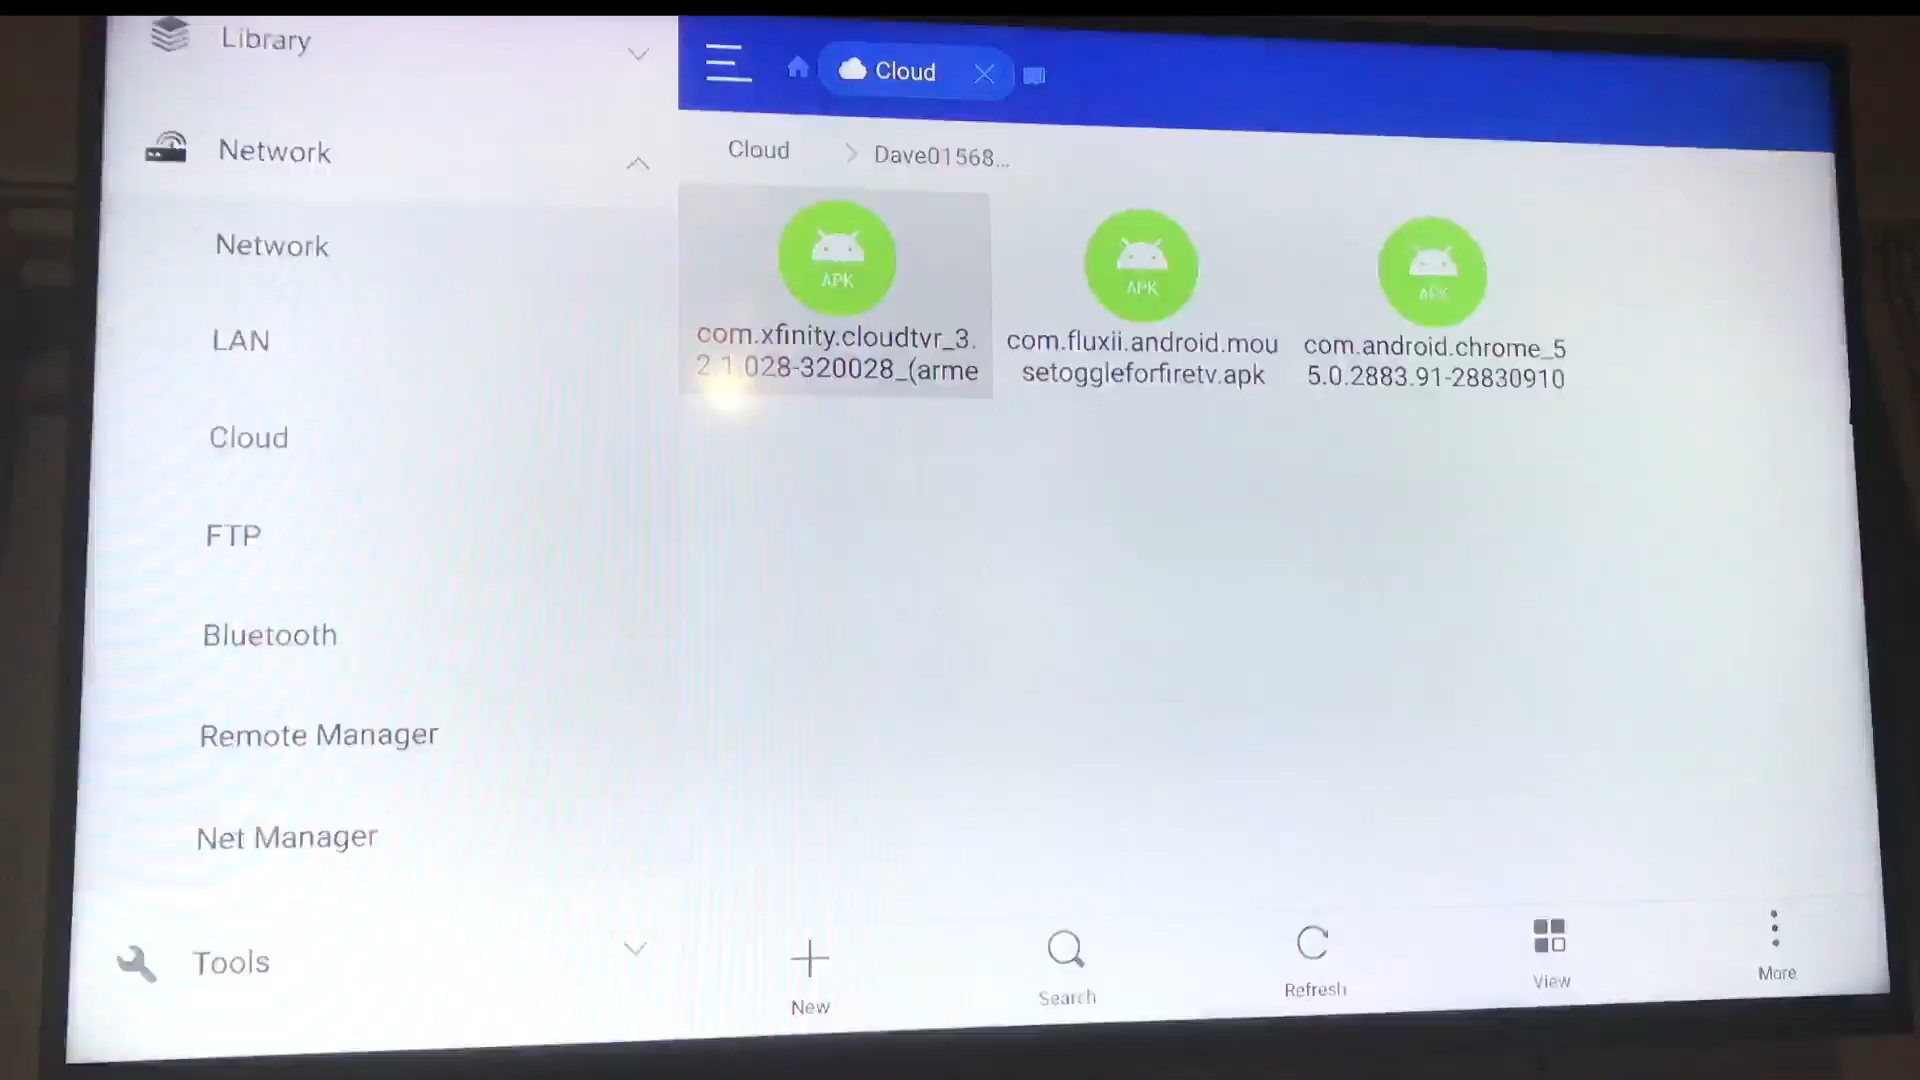 Library
Network
Network
LAN
Cloud
FTP
Bluetooth
Remote Manager
Net Manager
Tools
Cloud
Cloud
Dave01568...
APK
com.xfinity.cloudtvr_3.
2.1.028-320028_(arme
APK
com.fluxii.android.mou
setoggleforfiretv.apk
APK
com.android.chrome_5
5.0.2883.91-28830910
New
Search
Refresh
View
More